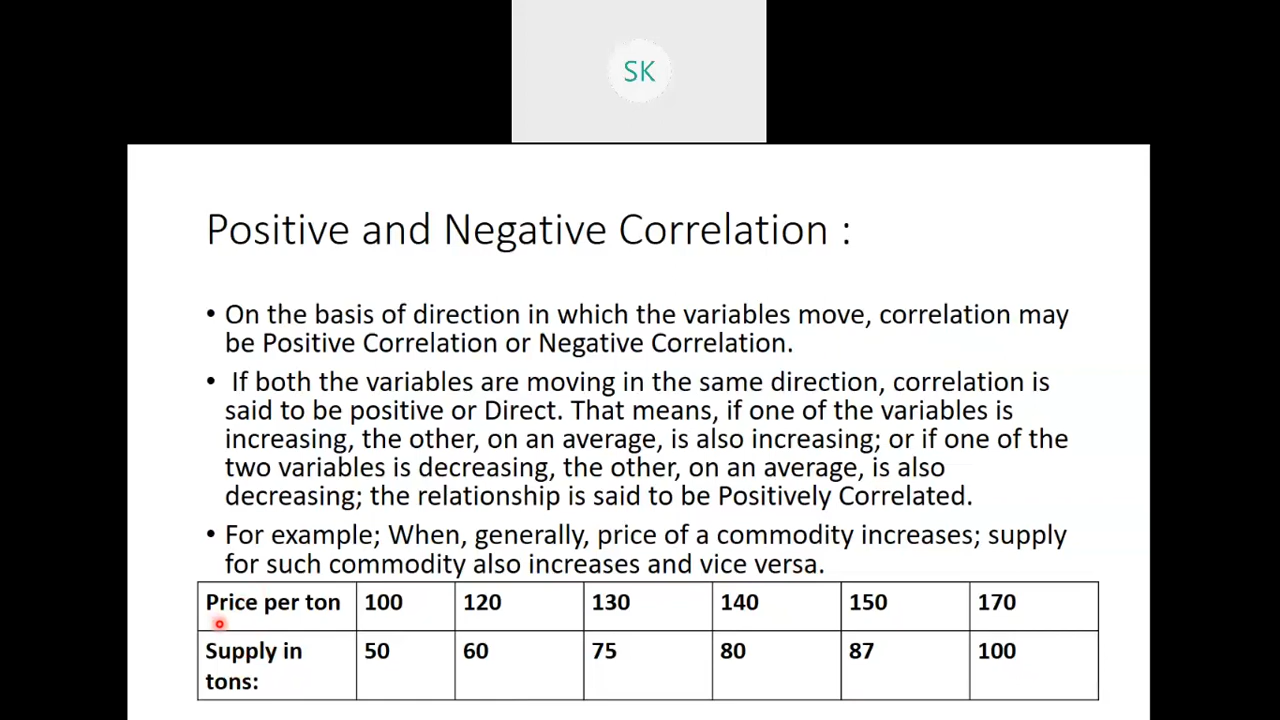 SK
Positive and Negative Correlation :
• On the basis of direction in which the variables move, correlation may
be Positive Correlation or Negative Correlation.
• If both the variables are moving in the same direction, correlation is
said to be positive or Direct. That means, if one of the variables is
increasing, the other, on an average, is also increasing; or if one of the
two variables is decreasing, the other, on an average, is also
decreasing; the relationship is said to be Positively Correlated.
• For example; When, generally, price of a commodity increases; supply
for such commodity also increases and vice versa.
Price per ton 100 120 130 140 150 170
Supply in 50 60 75 80 87 100
tons: